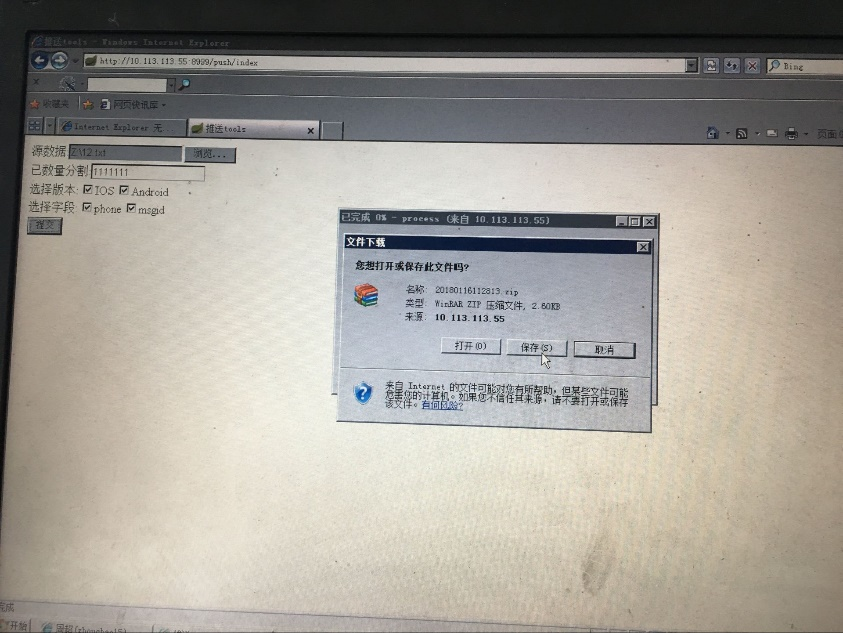 推送tools - Windows Internet Explorer
http://10.113.113.55:8999/push/index
Bing
收藏夹 网页快讯库
Internet Explorer 无
推送tools
页面
源数据 Z:\12.txt 浏览...
已数量分割 1111111
选择版本: IOS Android
选择字段: phone msgid
提交
已完成 0% - process (来自 10.113.113.55)
文件下载
您想打开或保存此文件吗?
名称: 20180116112813.zip
类型: WinRAR ZIP 压缩文件, 2.60KB
来源: 10.113.113.55
打开(O) 保存(S) 取消
来自 Internet 的文件可能对您有所帮助，但某些文件可能
危害您的计算机。如果您不信任其来源，请不要打开或保存
该文件。有何风险?
完成
开始